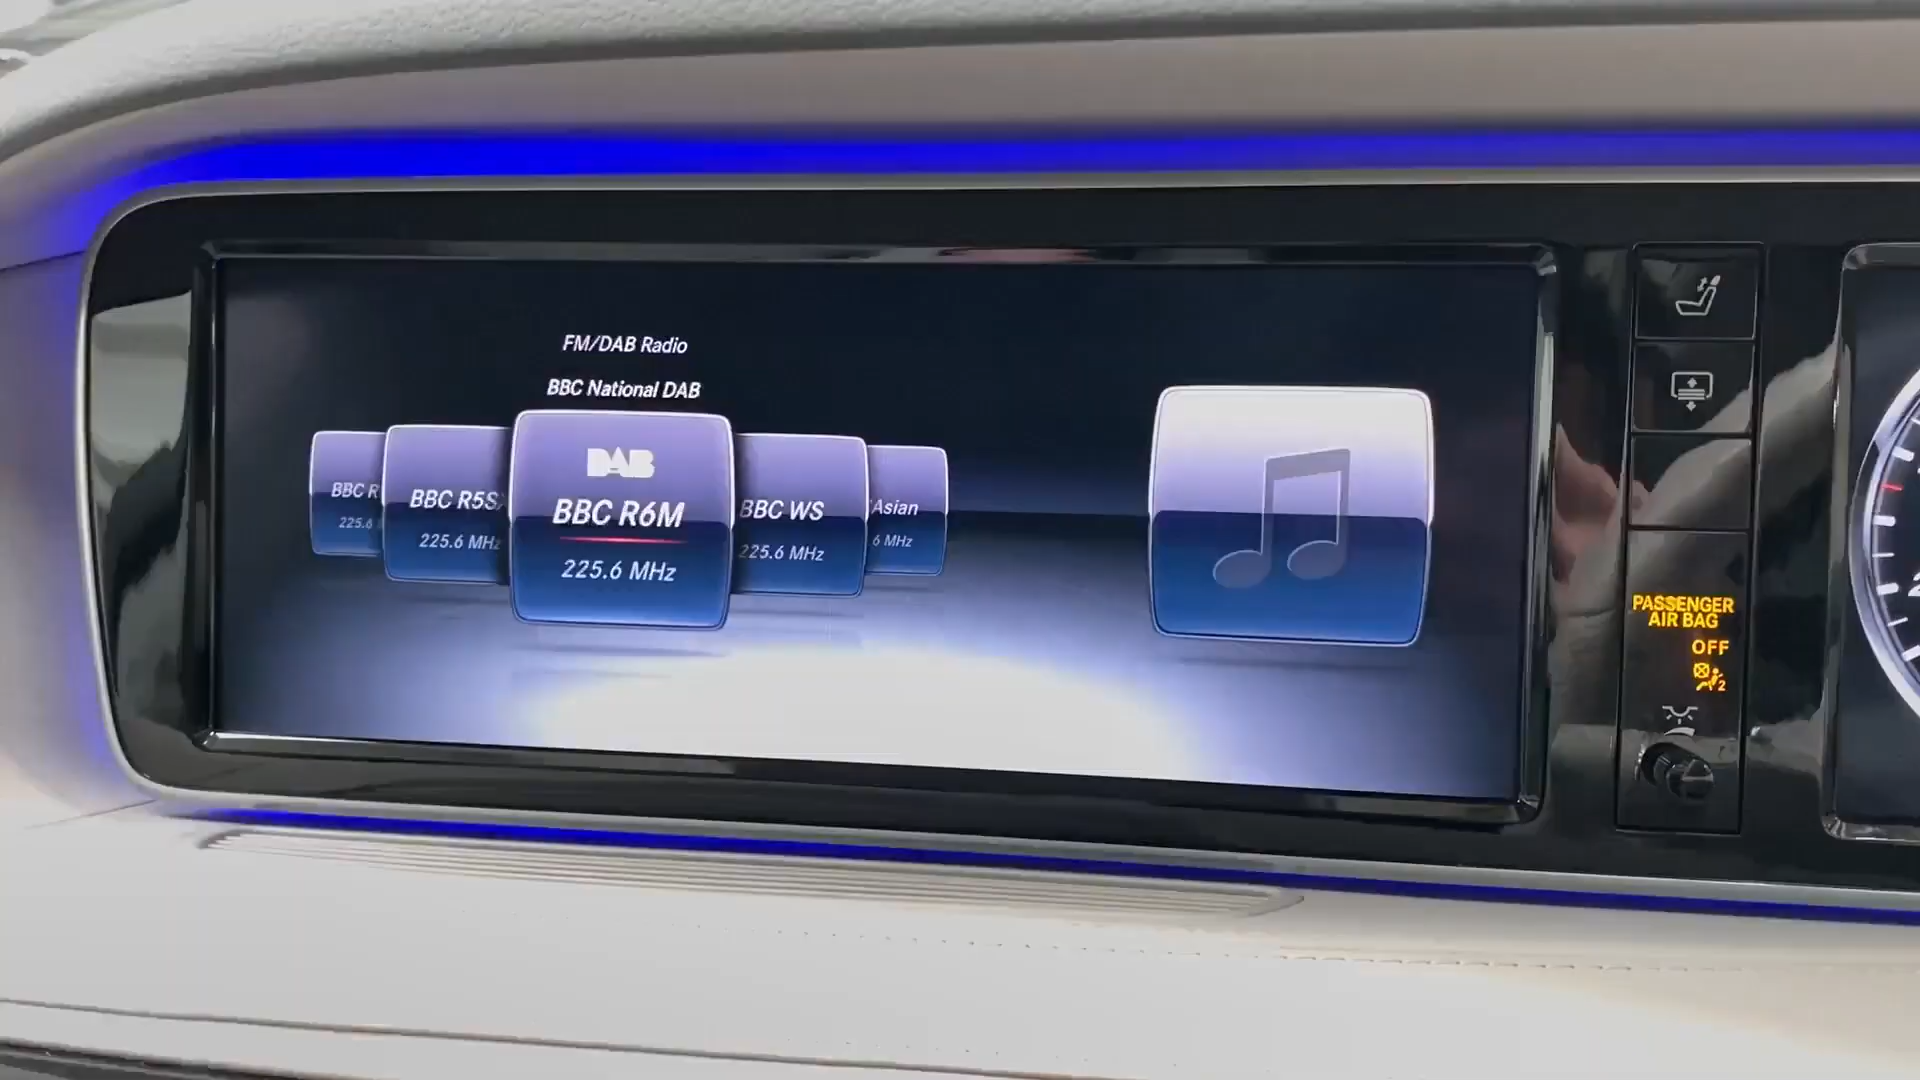 FM/DAB Radio
BBC National DAB
DAB
BBC R
225.6
BBC R5S
225.6 MHz
BBC R6M
225.6 MHz
BBC WS
225.6 MHz
Asian
6 MHz
PASSENGER
AIR BAG
OFF
2